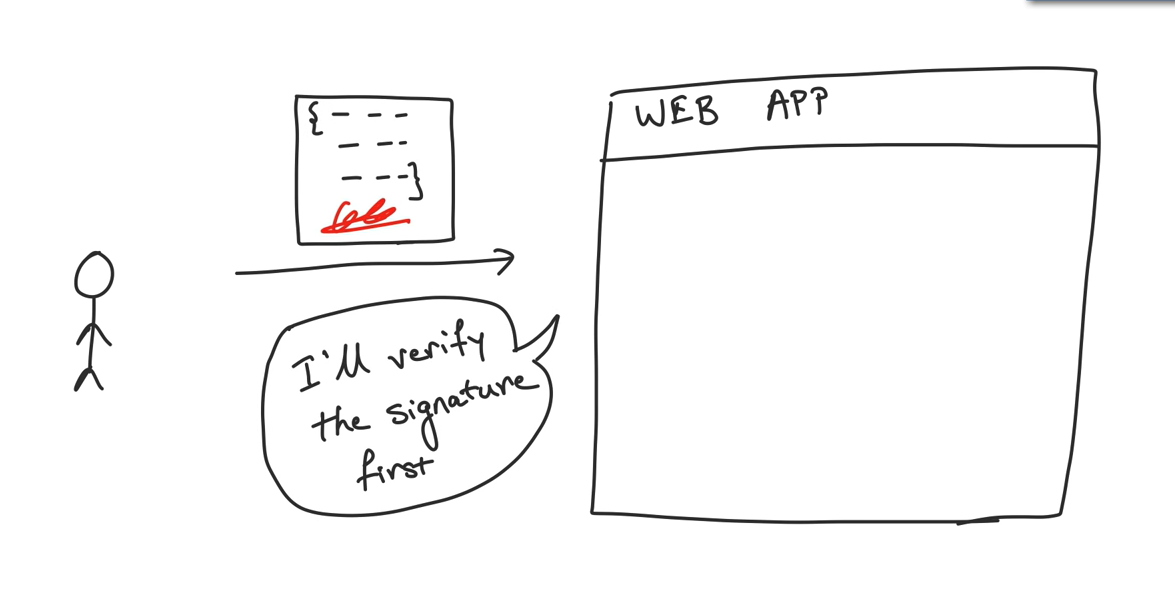 WEB APP
{ --- 
---
--- }
I'll verify
the signature
first